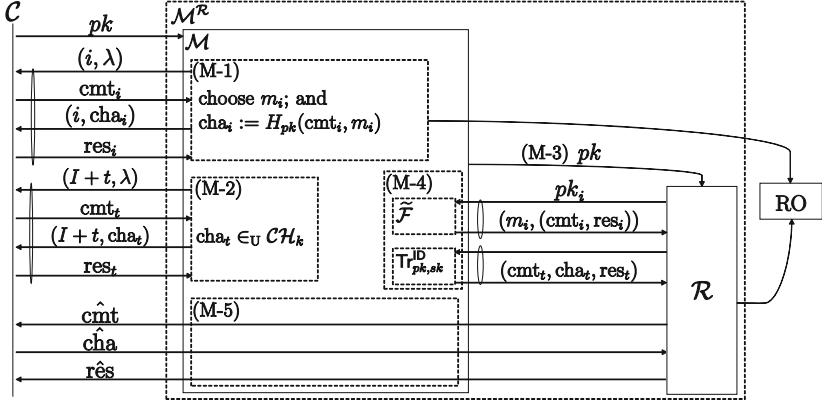 𝒞
ℳ^ℛ
pk
ℳ
(i, λ)
(M-1)
cmt_i
choose m_i; and
(i, cha_i)
cha_i := H_pk(cmt_i, m_i)
res_i
(M-3) pk
(I + t, λ)
(M-2)
(M-4)
pk_i
RO
cmt_t
ℱ̃
(m_i, (cmt_i, res_i))
(I + t, cha_t)
cha_t ∈_U 𝒞ℋ_k
res_t
Tr^ID_pk,sk
(cmt_t, cha_t, res_t)
ℛ
cm̂t
(M-5)
châ
rês